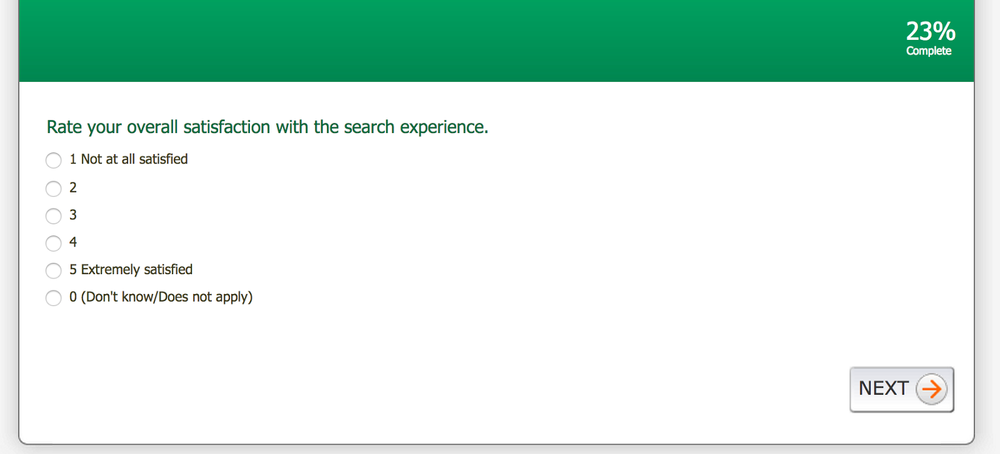 23%
Complete
Rate your overall satisfaction with the search experience.
1 Not at all satisfied
2
3
4
5 Extremely satisfied
0 (Don't know/Does not apply)
NEXT